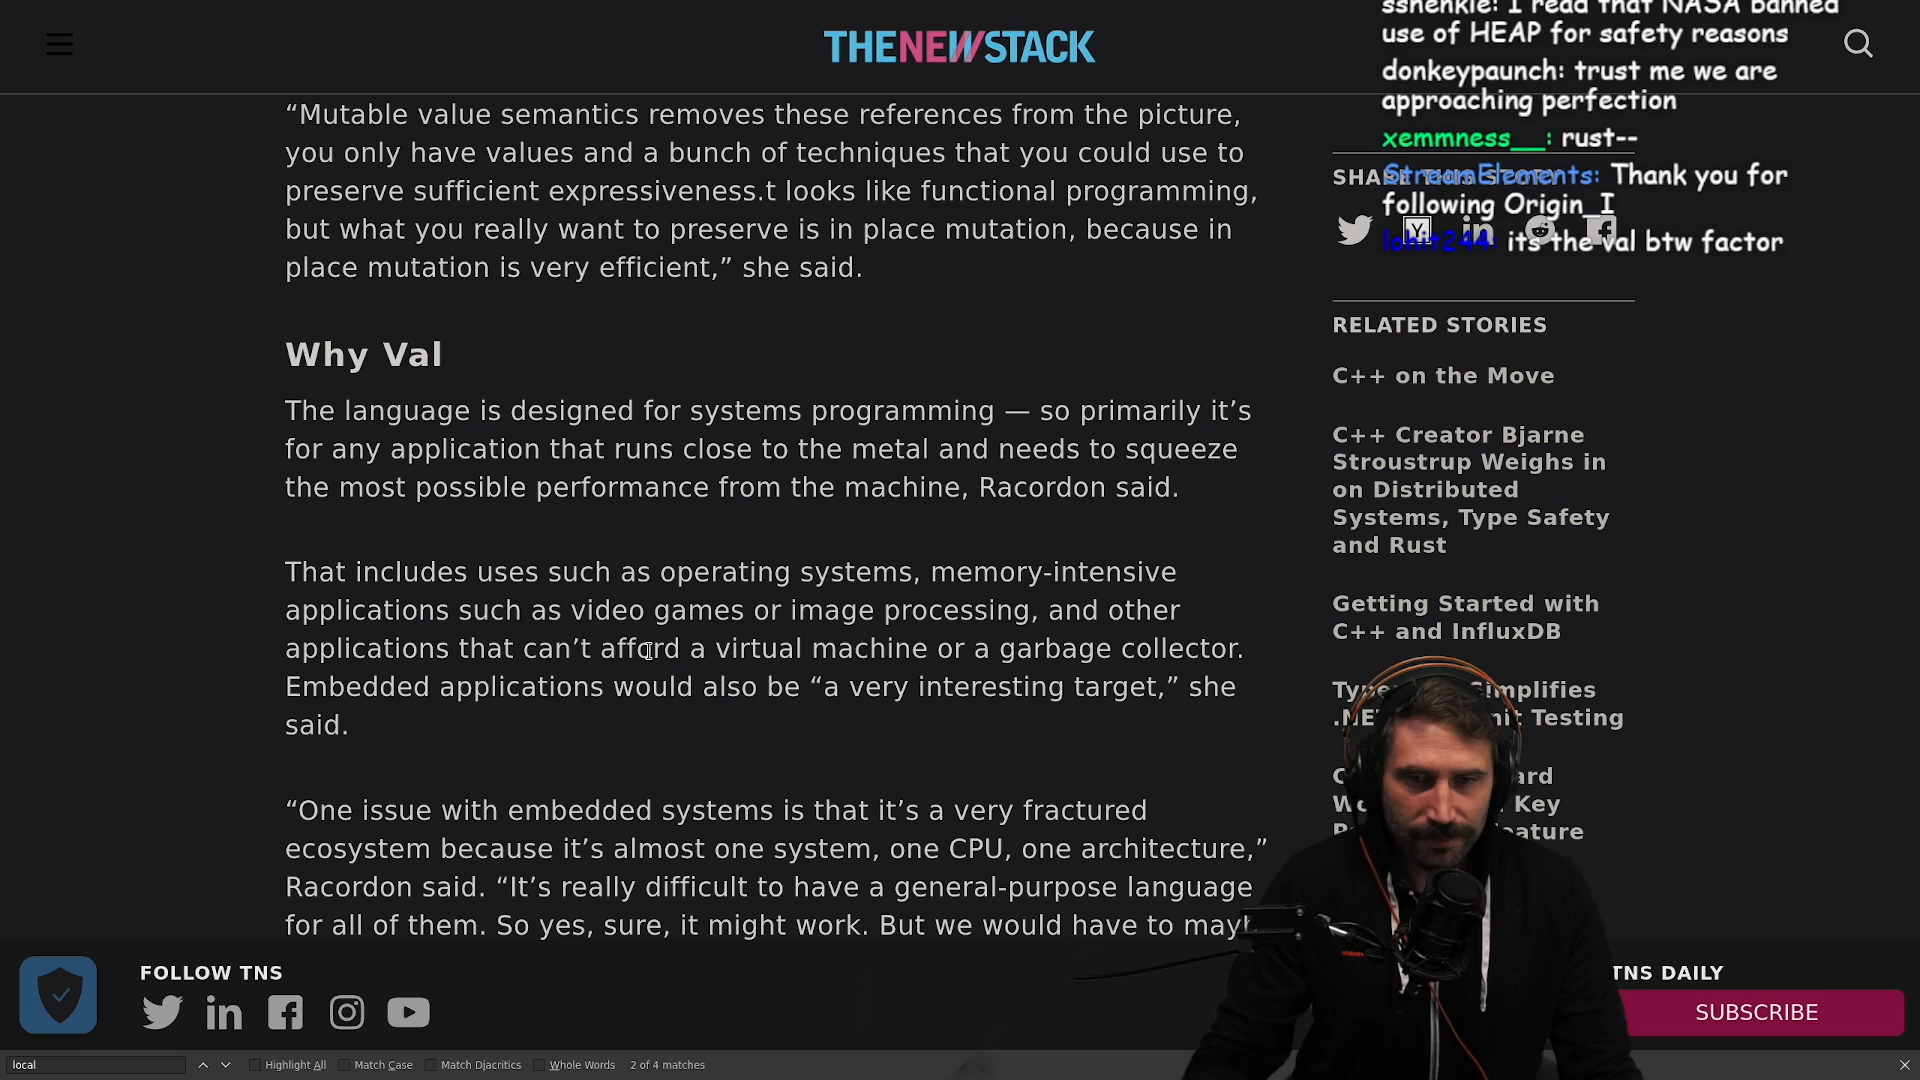 THENEWSTACK
sshenkie: I read that NASA banned
use of HEAP for safety reasons
donkeypaunch: trust me we are
approaching perfection
xemmness__: rust--
StreamElements: Thank you for
following Origin_I
lohit244: its the val btw factor
“Mutable value semantics removes these references from the picture,
you only have values and a bunch of techniques that you could use to
preserve sufficient expressiveness.t looks like functional programming,
but what you really want to preserve is in place mutation, because in
place mutation is very efficient,” she said.
Why Val
The language is designed for systems programming — so primarily it’s
for any application that runs close to the metal and needs to squeeze
the most possible performance from the machine, Racordon said.
That includes uses such as operating systems, memory-intensive
applications such as video games or image processing, and other
applications that can’t afford a virtual machine or a garbage collector.
Embedded applications would also be “a very interesting target,” she
said.
“One issue with embedded systems is that it’s a very fractured
ecosystem because it’s almost one system, one CPU, one architecture,”
Racordon said. “It’s really difficult to have a general-purpose language
for all of them. So yes, sure, it might work. But we would have to
SHARE THIS STORY
RELATED STORIES
C++ on the Move
C++ Creator Bjarne
Stroustrup Weighs in
on Distributed
Systems, Type Safety
and Rust
Getting Started with
C++ and InfluxDB
Simplifies
Testing
Key
FOLLOW TNS
TNS DAILY
SUBSCRIBE
local
Highlight All
Match Case
Match Diacritics
Whole Words
2 of 4 matches